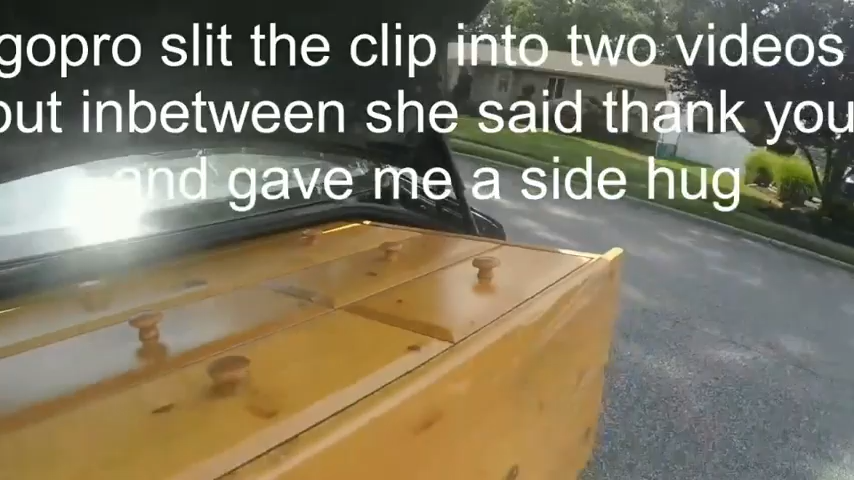 gopro slit the clip into two videos
but inbetween she said thank you
and gave me a side hug